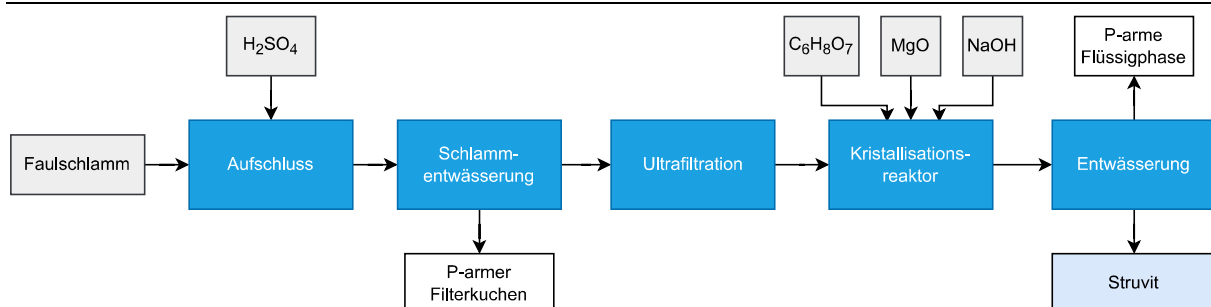 H₂SO₄
C₆H₈O₇
MgO
NaOH
P-arme
Flüssigphase
Faulschlamm
Aufschluss
Schlamm-
entwässerung
Ultrafiltration
Kristallisations-
reaktor
Entwässerung
P-armer
Filterkuchen
Struvit